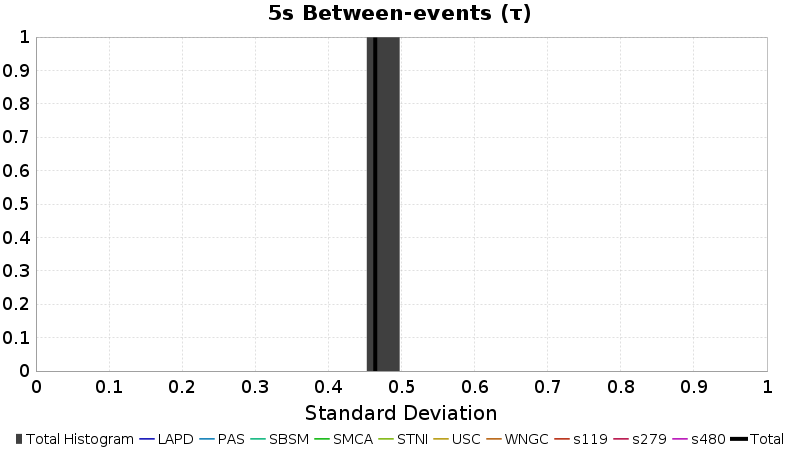 5s Between-events (τ)
1
0.9
0.8
0.7
0.6
0.5
0.4
0.3
0.2
0.1
0
0 0.1 0.2 0.3 0.4 0.5 0.6 0.7 0.8 0.9 1
Standard Deviation
Total Histogram LAPD PAS SBSM SMCA STNI USC WNGC s119 s279 s480 Total